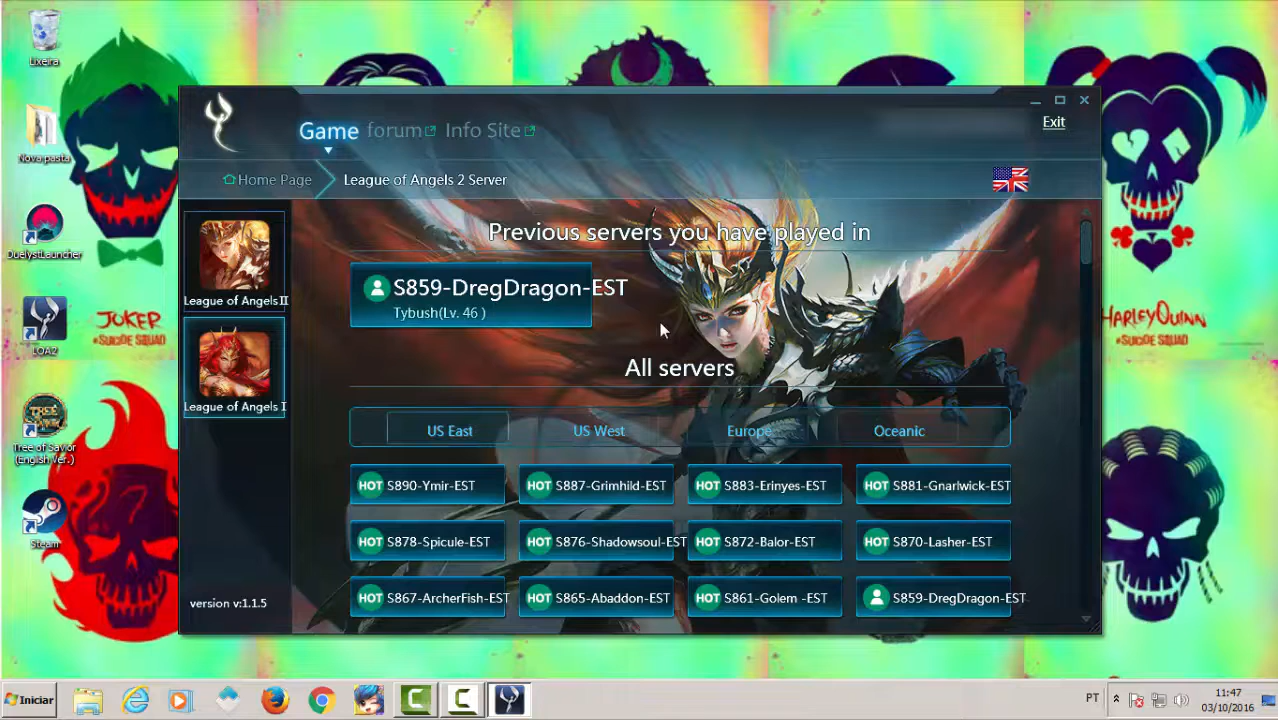 Lixeira
Nova pasta
DuelystLauncher
LOA2
Tree of Savior
(English Ver.)
Steam
JOKER
#SUICIDE SQUAD
HARLEY QUINN
#SUICIDE SQUAD
Game forum Info Site
Exit
Home Page League of Angels 2 Server
League of Angels II
League of Angels I
version v:1.1.5
Previous servers you have played in
S859-DregDragon-EST
Tybush(Lv. 46 )
All servers
US East US West Europe Oceanic
HOT S890-Ymir-EST HOT S887-Grimhild-EST HOT S883-Erinyes-EST HOT S881-Gnarlwick-EST
HOT S878-Spicule-EST HOT S876-Shadowsoul-EST HOT S872-Balor-EST HOT S870-Lasher-EST
HOT S867-ArcherFish-EST HOT S865-Abaddon-EST HOT S861-Golem -EST S859-DregDragon-EST
Iniciar
PT
11:47
03/10/2016